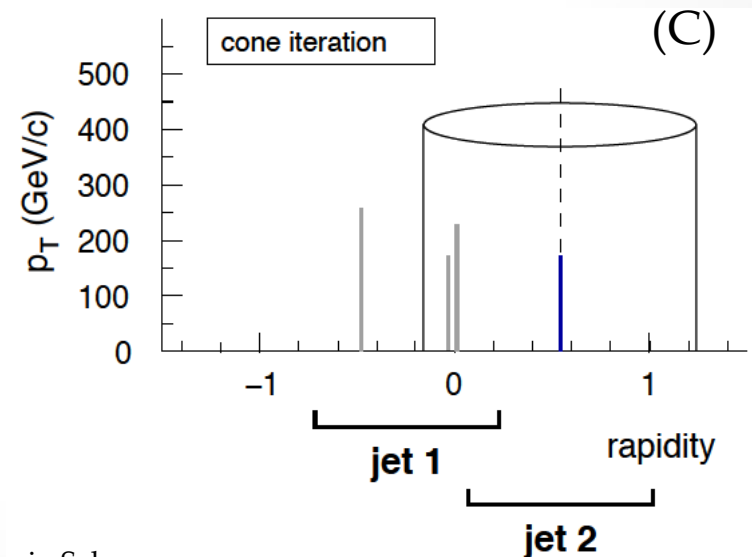 (C)
cone iteration
500
400
300
200
100
0
p_T (GeV/c)
−1 0 1
jet 1
rapidity
jet 2